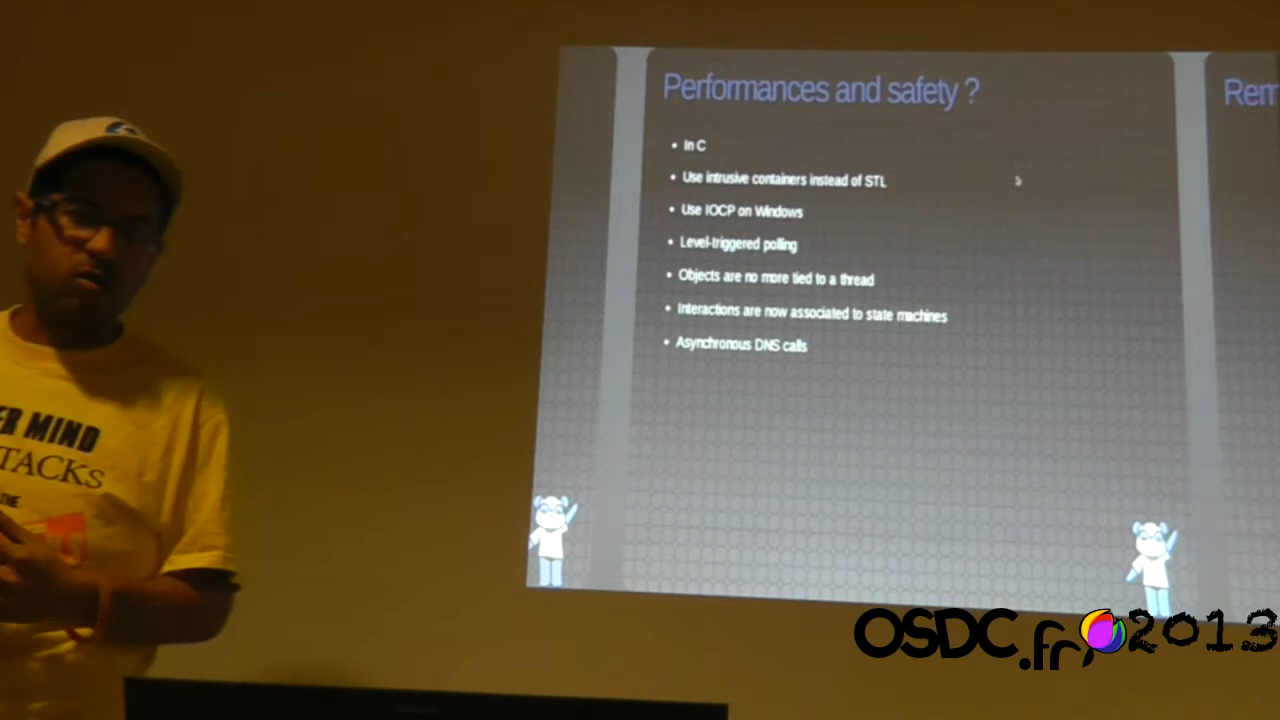 Performances and safety ?
• In C
• Use intrusive containers instead of STL
• Use IOCP on Windows
• Level-triggered polling
• Objects are no more tied to a thread
• Interactions are now associated to state machines
• Asynchronous DNS calls
Rem
ER MIND
TACKS
THE
OSDC.fr 2013